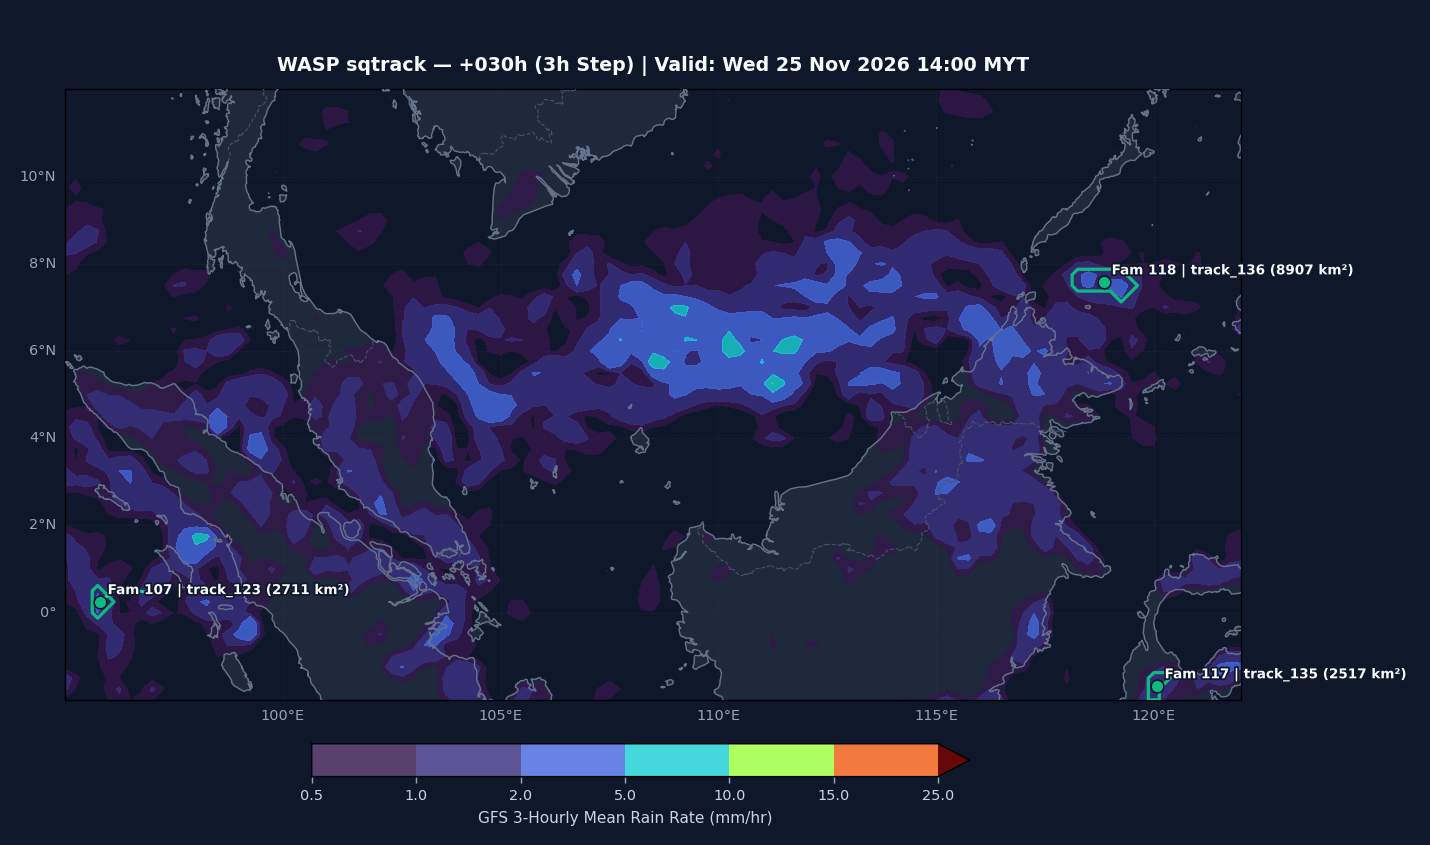 WASP sqtrack — +030h (3h Step) | Valid: Wed 25 Nov 2026 14:00 MYT
10°N
8°N
6°N
4°N
2°N
0°
Fam 118 | track_136 (8907 km²)
Fam 107 | track_123 (2711 km²)
Fam 117 | track_135 (2517 km²)
100°E 105°E 110°E 115°E 120°E
0.5 1.0 2.0 5.0 10.0 15.0 25.0
GFS 3-Hourly Mean Rain Rate (mm/hr)